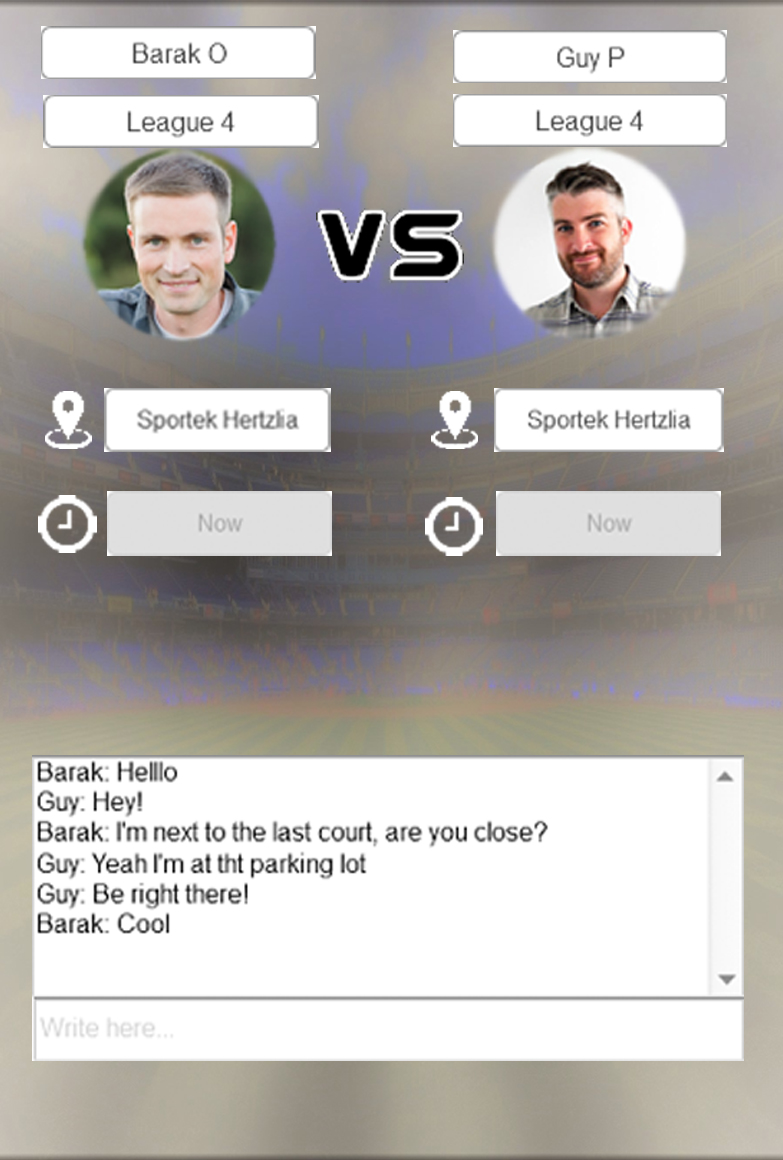 Barak O
Guy P
League 4
League 4
VS
Sportek Hertzlia
Sportek Hertzlia
Now
Now
Barak: Helllo
Guy: Hey!
Barak: I'm next to the last court, are you close?
Guy: Yeah I'm at tht parking lot
Guy: Be right there!
Barak: Cool
Write here...